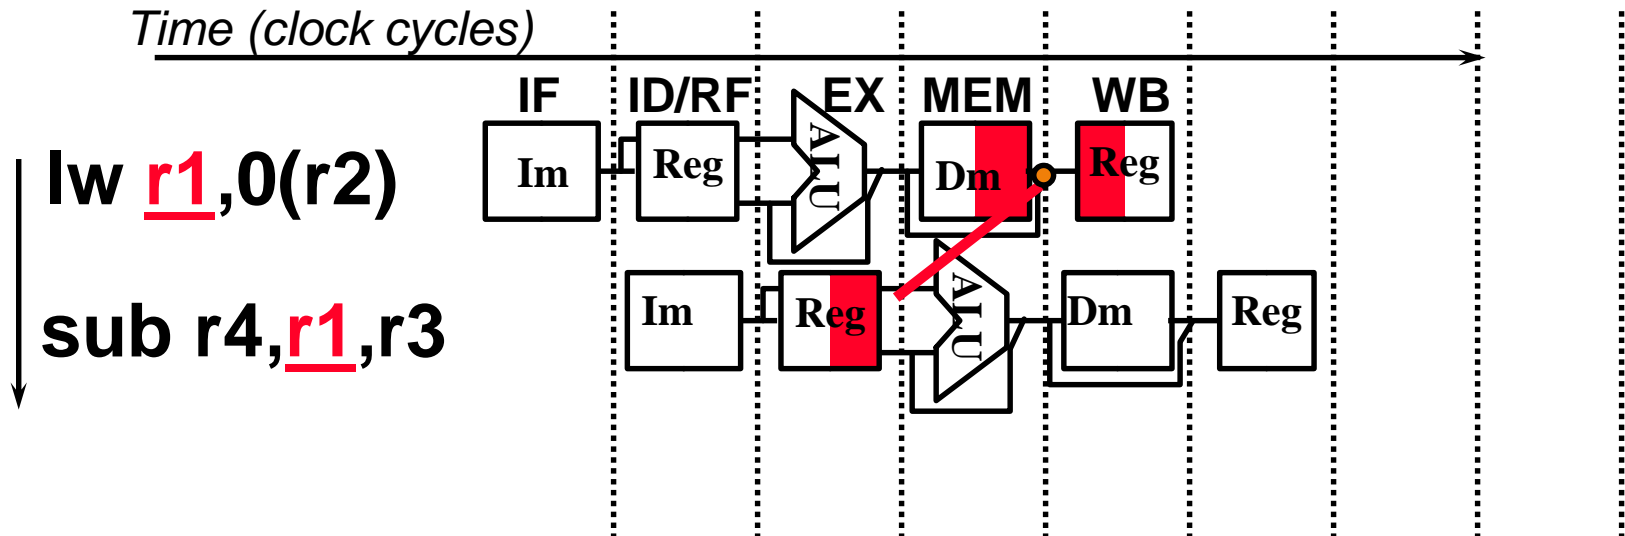 Time (clock cycles)
IF ID/RF EX MEM WB
lw r1,0(r2) Im Reg ALU Dm Reg
sub r4,r1,r3 Im Reg ALU Dm Reg